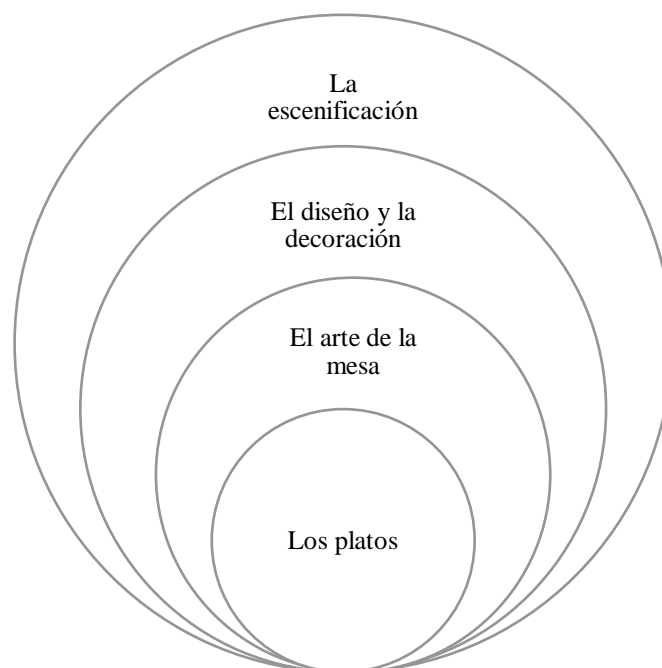 La
escenificación
El diseño y la
decoración
El arte de la
mesa
Los platos